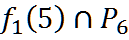 f₁(5) ∩ P₆